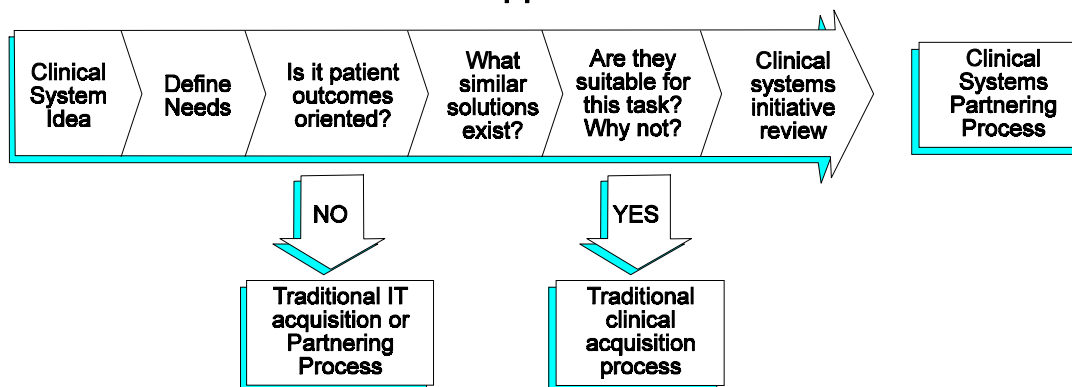 Clinical
System
Idea
Define
Needs
Is it patient
outcomes
oriented?
What
similar
solutions
exist?
Are they
suitable for
this task?
Why not?
Clinical
systems
initiative
review
Clinical
Systems
Partnering
Process
NO
YES
Traditional IT
acquisition or
Partnering
Process
Traditional
clinical
acquisition
process